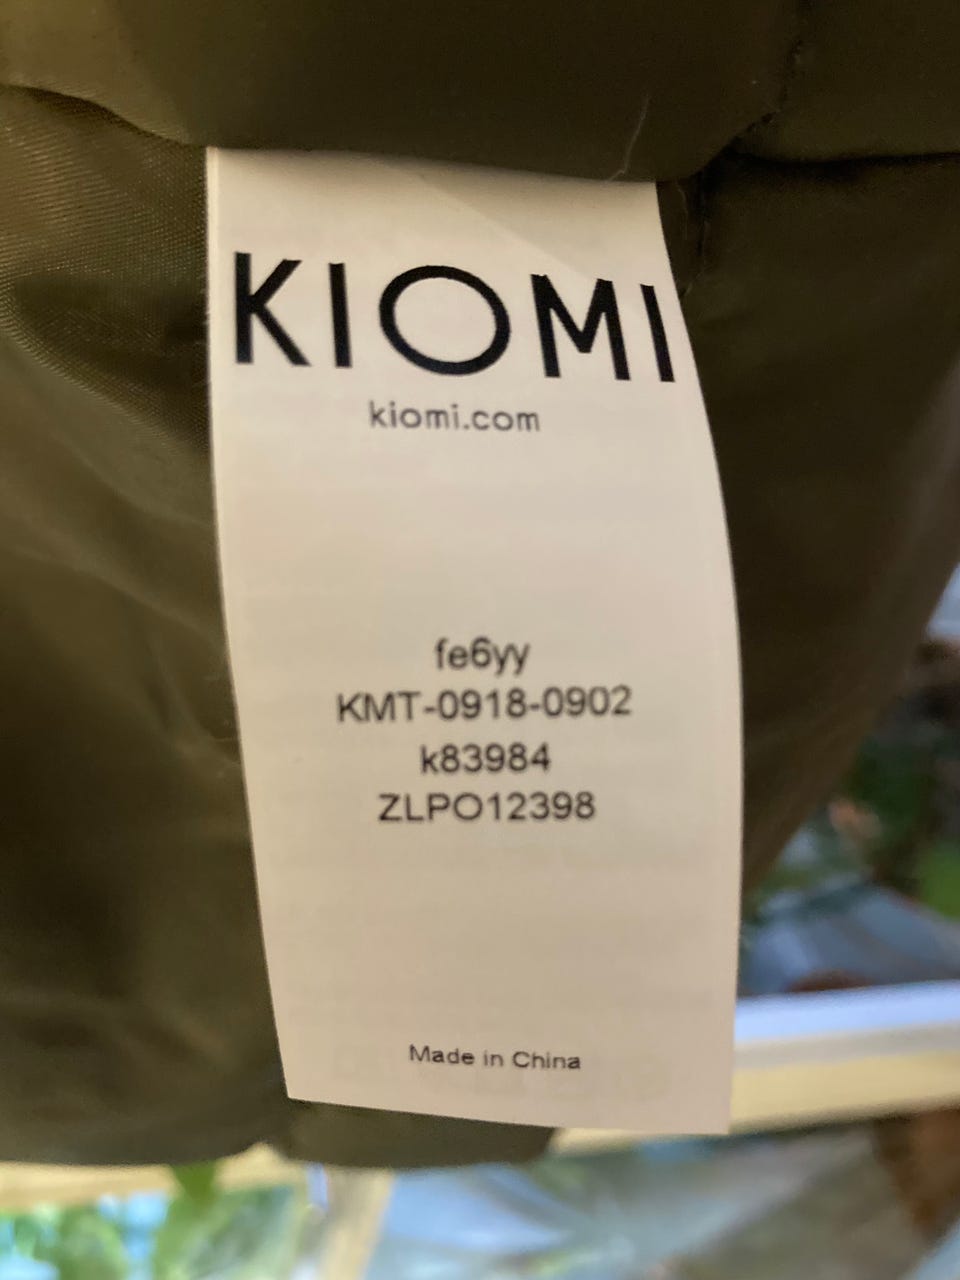 KIOMI
kiomi.com
fe6yy
KMT-0918-0902
k83984
ZLPO12398
Made in China